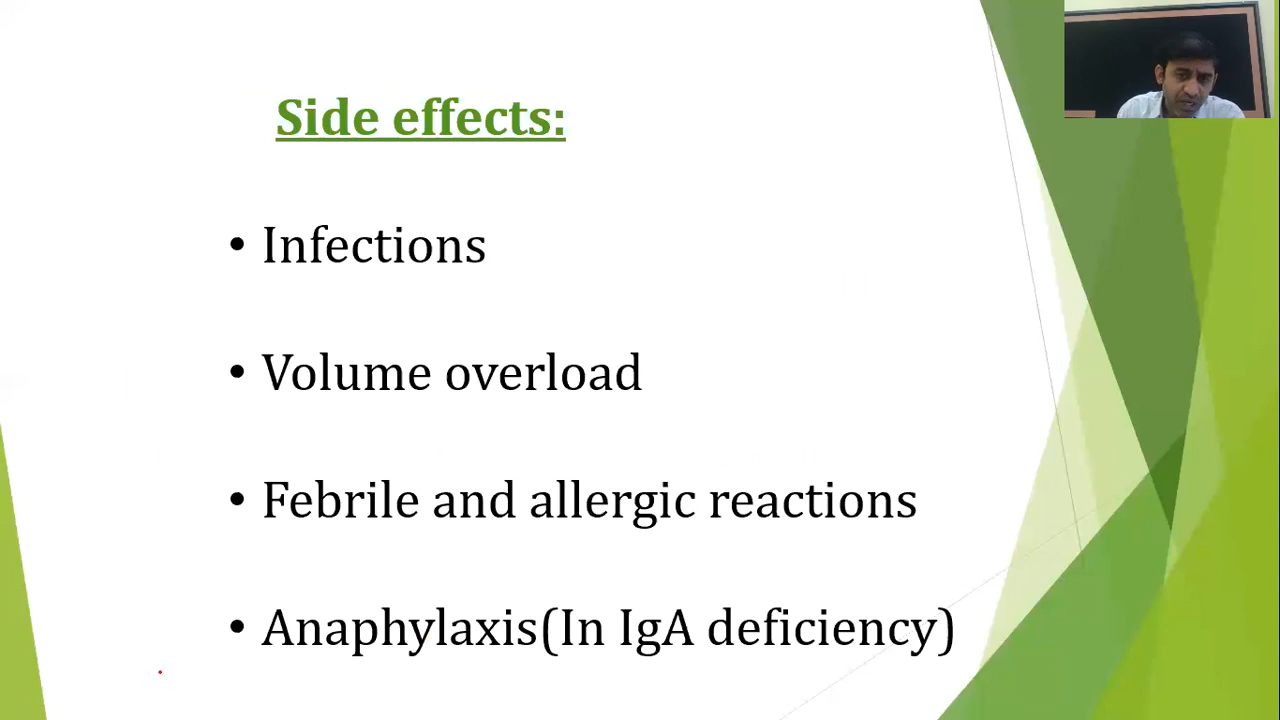 Side effects:
• Infections
• Volume overload
• Febrile and allergic reactions
• Anaphylaxis(In IgA deficiency)